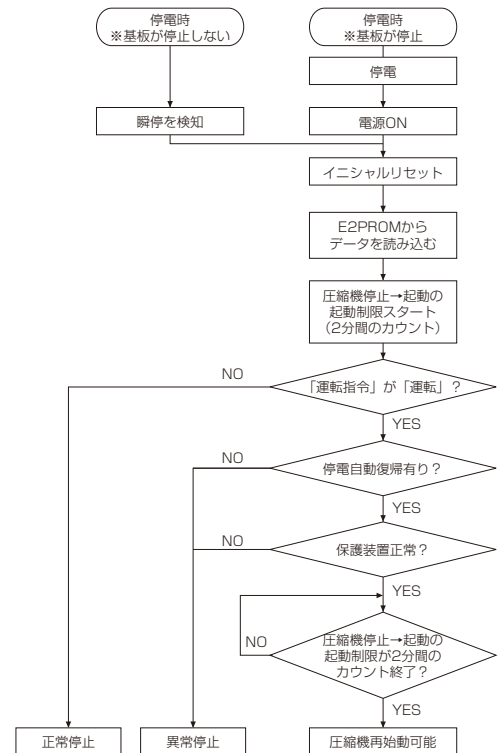 停電時
※基板が停止しない
停電時
※基板が停止
停電
瞬停を検知
電源ON
イニシャルリセット
E2PROMから
データを読み込む
圧縮機停止→起動の
起動制限スタート
（2分間のカウント）
NO
「運転指令」が「運転」？
YES
NO
停電自動復帰有り？
YES
NO
保護装置正常？
YES
NO
圧縮機停止→起動の
起動制限が2分間の
カウント終了？
YES
正常停止
異常停止
圧縮機再始動可能